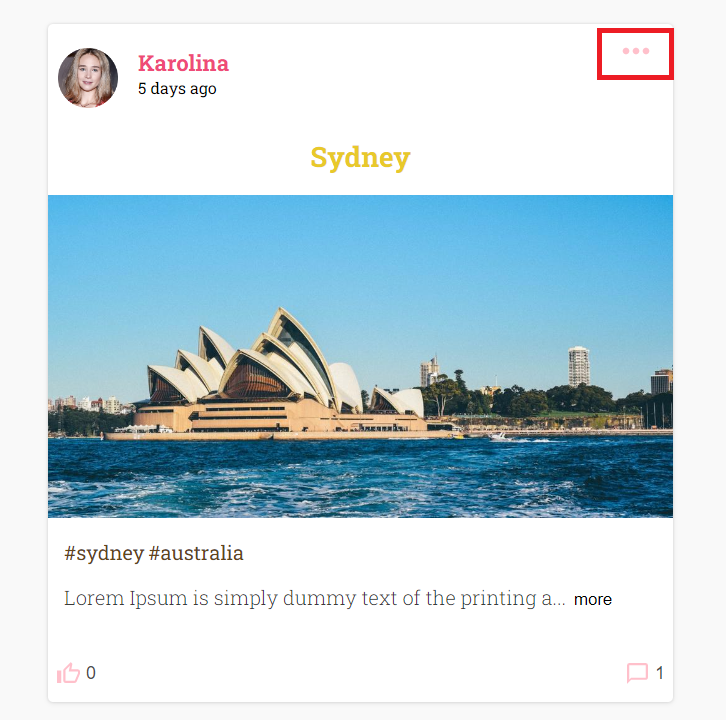 Karolina
5 days ago
Sydney
#sydney #australia
Lorem Ipsum is simply dummy text of the printing a... more
0
1